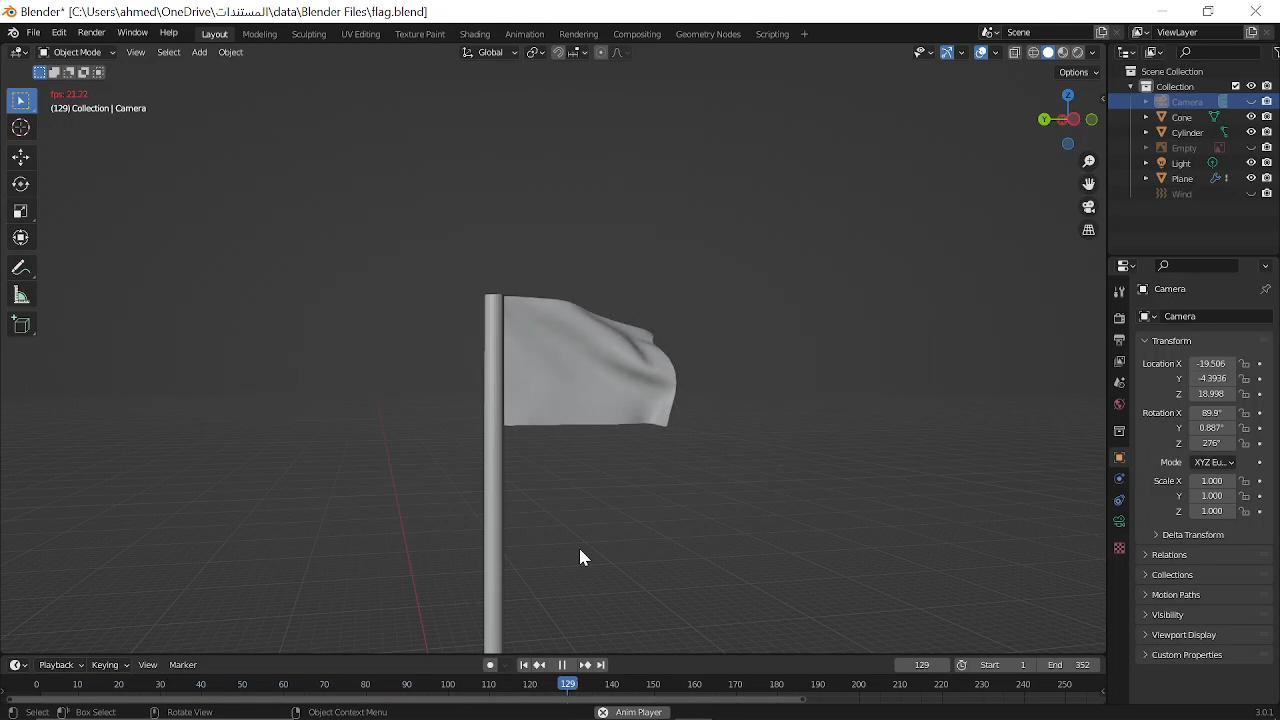 Blender* [C:\Users\ahmed\OneDrive\المستندات\data\Blender Files\flag.blend]
File Edit Render Window Help Layout Modeling Sculpting UV Editing Texture Paint Shading Animation Rendering Compositing Geometry Nodes Scripting + Scene ViewLayer
Object Mode View Select Add Object Global
Options
fps: 21.22
(129) Collection | Camera
Z
Y
Scene Collection
Collection
Camera
Cone
Cylinder
Empty
Light
Plane
Wind
Camera
Camera
Transform
Location X -19.506
Y -4.3936
Z 18.998
Rotation X 89.9°
Y 0.887°
Z 276°
Mode XYZ Eu...
Scale X 1.000
Y 1.000
Z 1.000
Delta Transform
Relations
Collections
Motion Paths
Visibility
Viewport Display
Custom Properties
Playback Keying View Marker 129 Start 1 End 352
0 10 20 30 40 50 60 70 80 90 100 110 120 129 140 150 160 170 180 190 200 210 220 230 240 250
Select Box Select Rotate View Object Context Menu Anim Player 3.0.1